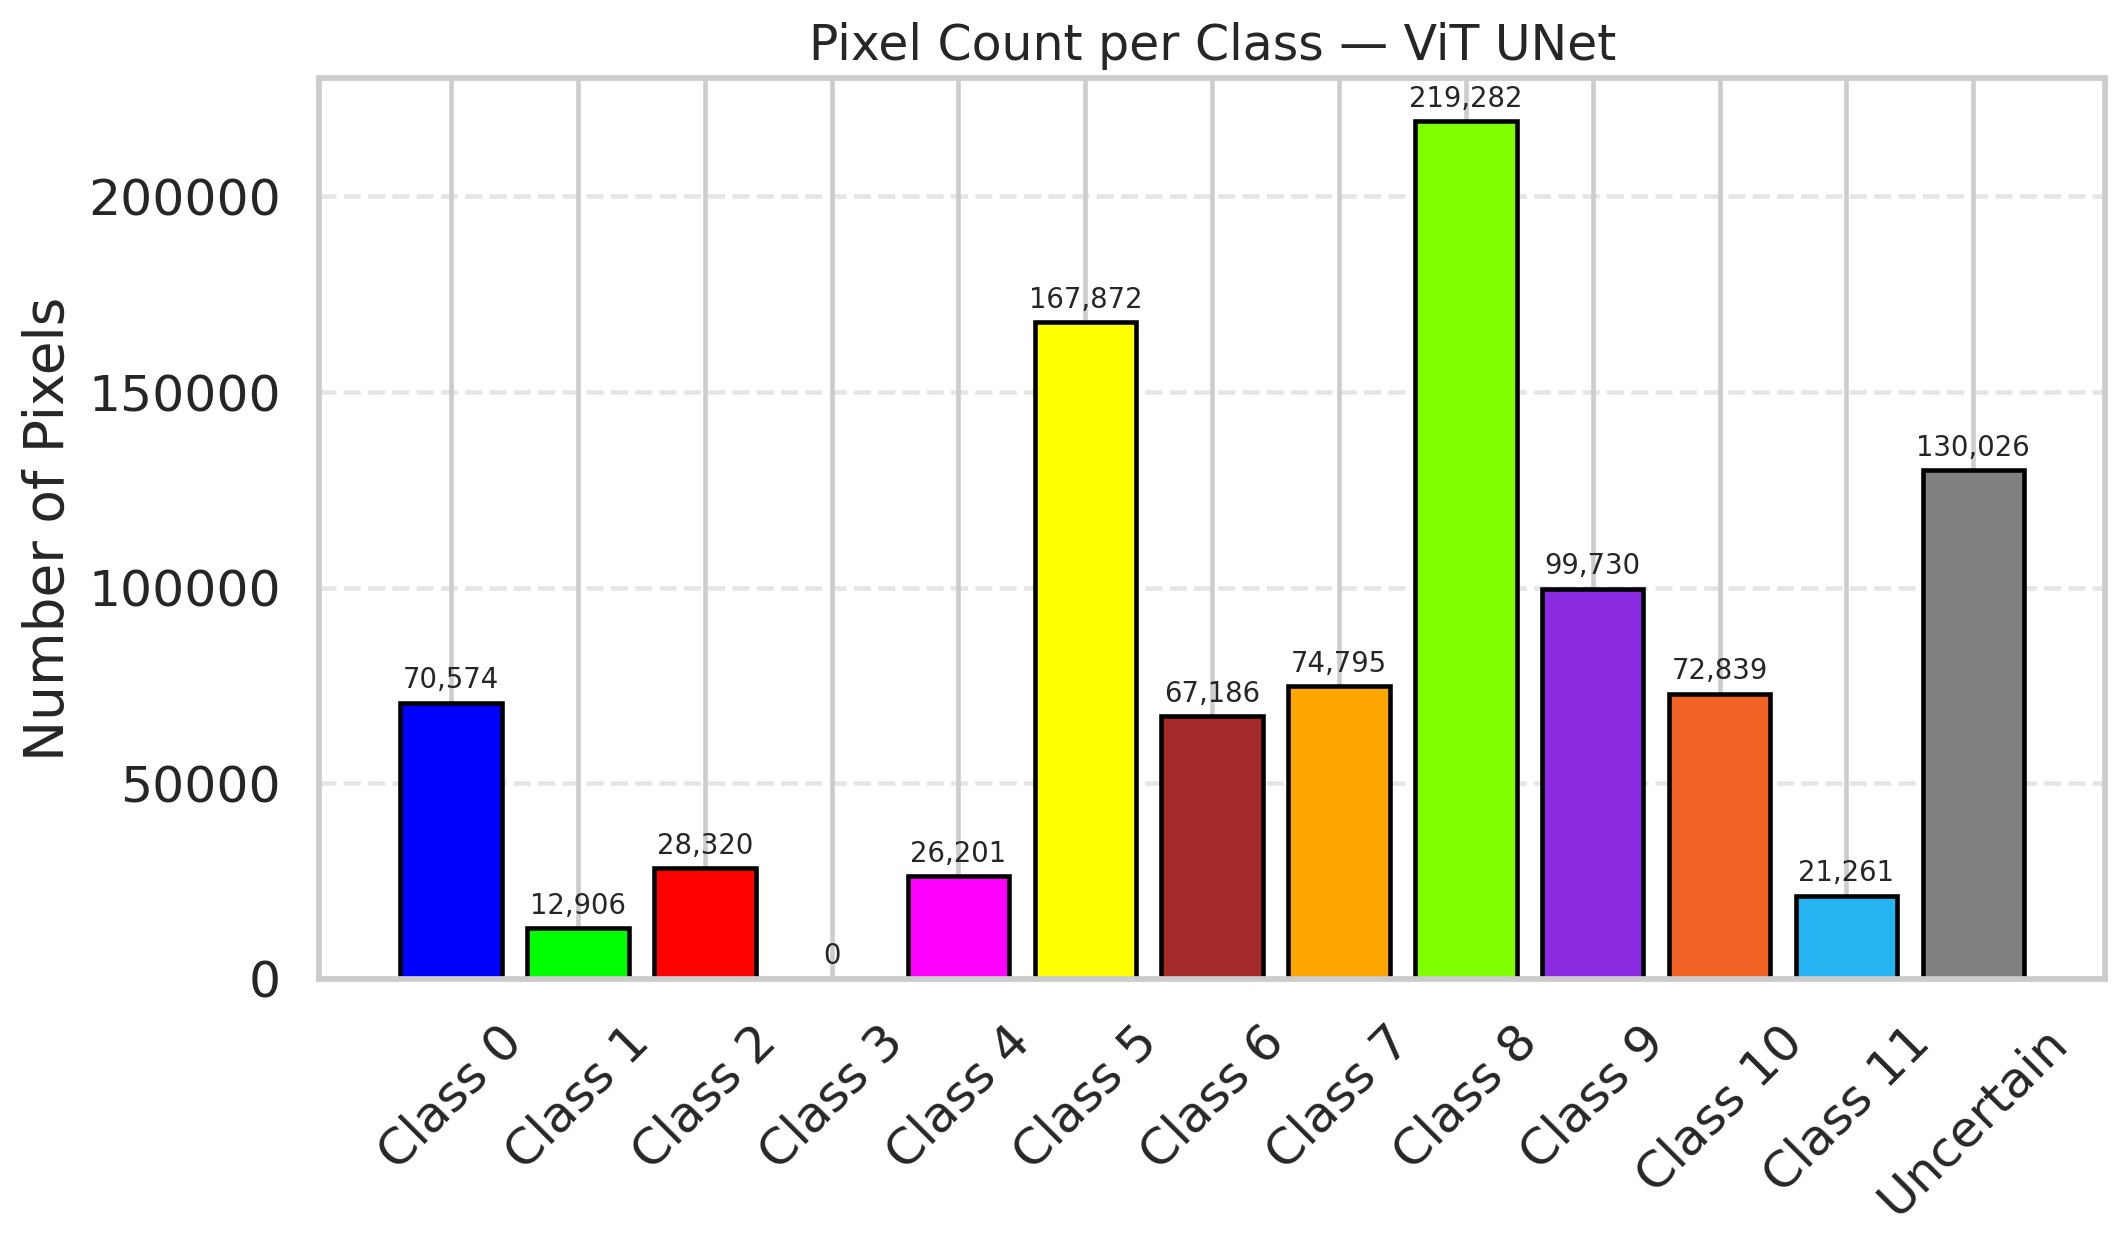 Pixel Count per Class — ViT UNet
Number of Pixels
200000
150000
100000
50000
0
70,574
12,906
28,320
0
26,201
167,872
67,186
74,795
219,282
99,730
72,839
21,261
130,026
Class 0
Class 1
Class 2
Class 3
Class 4
Class 5
Class 6
Class 7
Class 8
Class 9
Class 10
Class 11
Uncertain